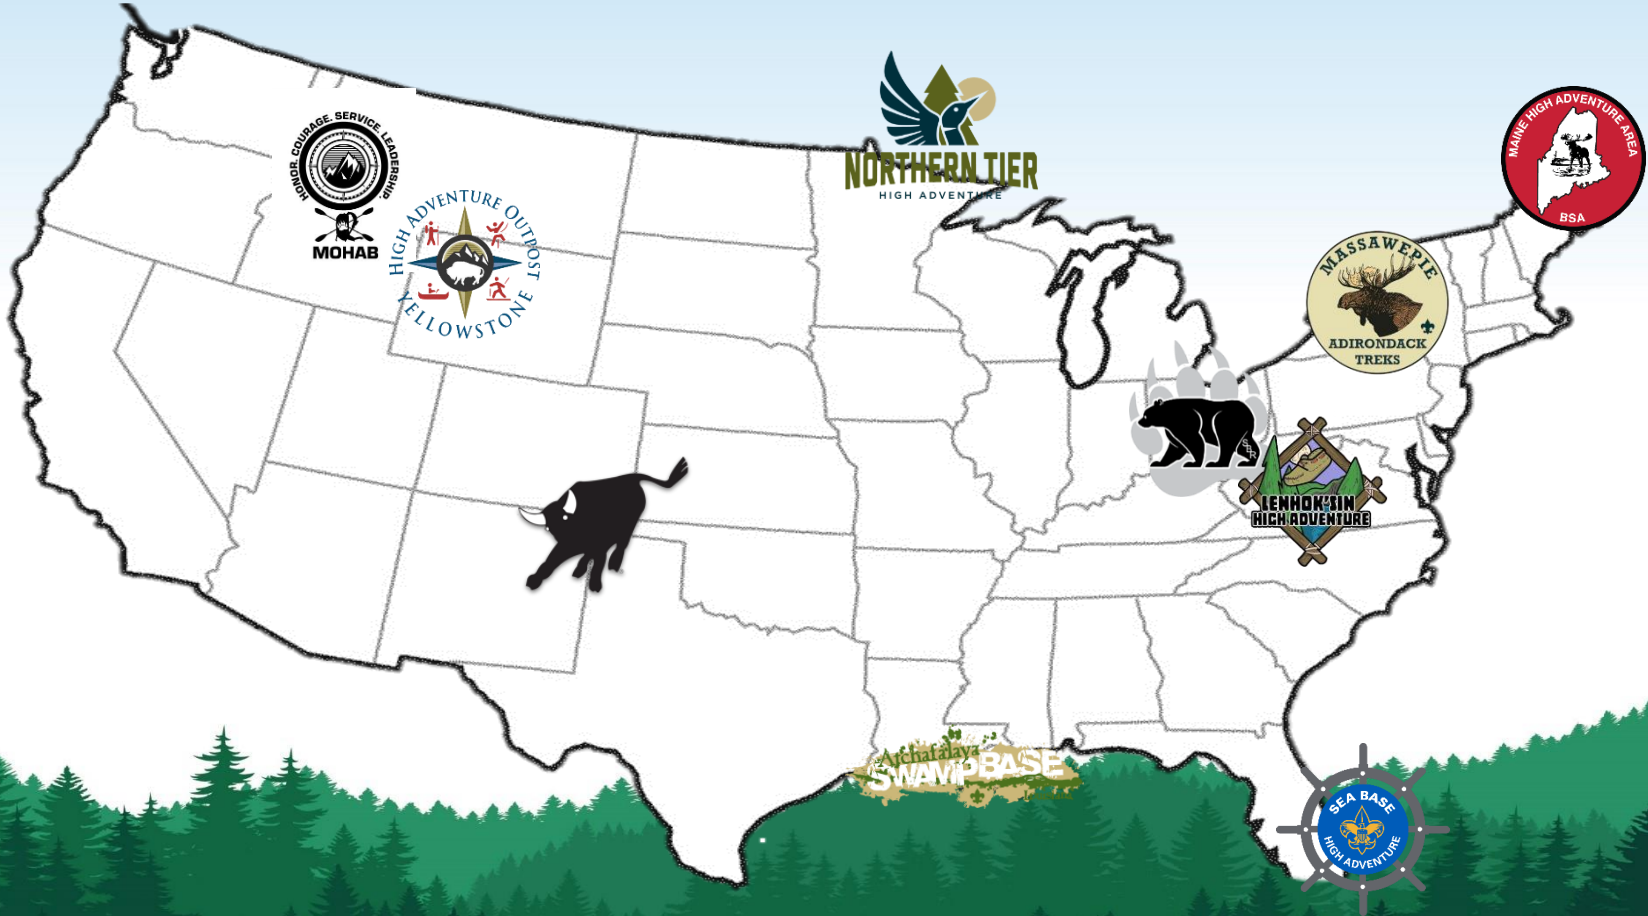 HONOR. COURAGE. SERVICE. LEADERSHIP.
MOHAB
HIGH ADVENTURE OUTPOST
YELLOWSTONE
NORTHERN TIER
HIGH ADVENTURE
MAINE HIGH ADVENTURE AREA
BSA
MASSAWEPIE
ADIRONDACK
TREKS
SBR
LENHOK'SIN
HIGH ADVENTURE
Atchafalaya
SWAMP BASE
SEA BASE
HIGH ADVENTURE